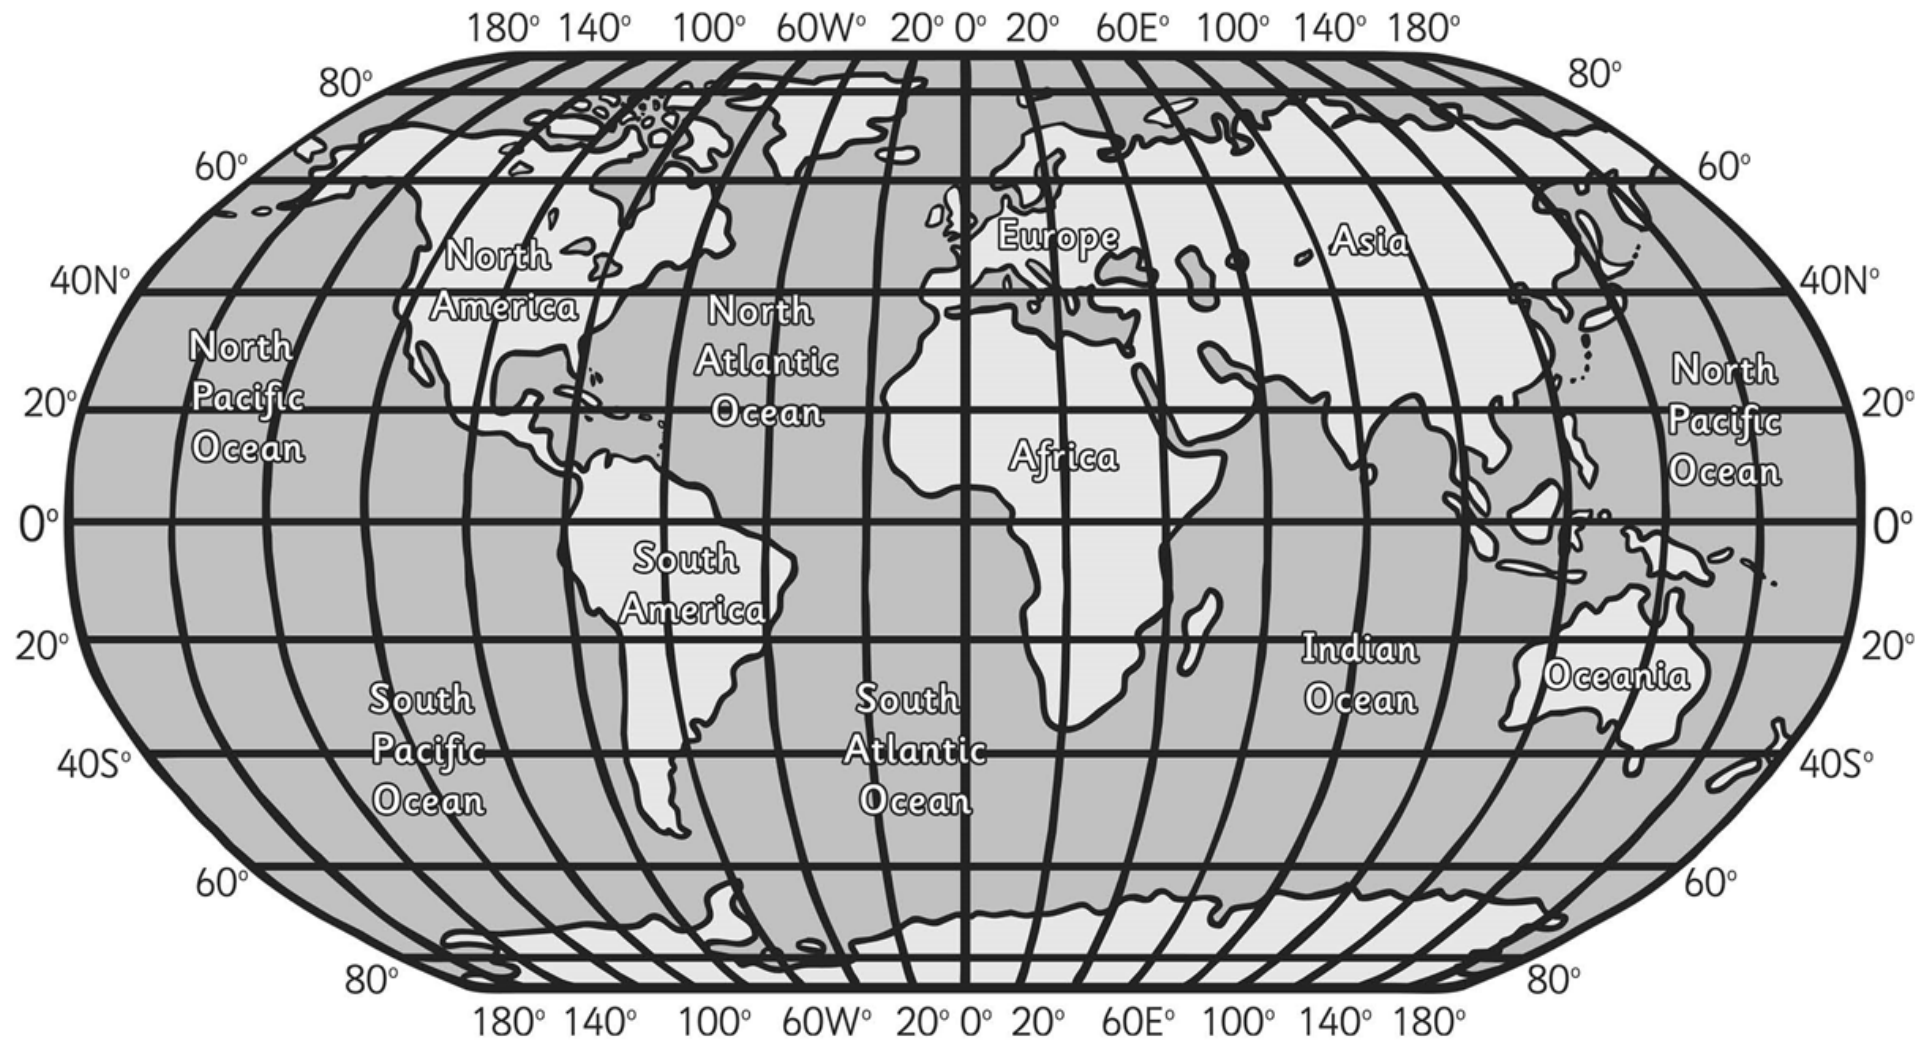 180° 140° 100° 60W° 20° 0° 20° 60E° 100° 140° 180°
80° 80°
60° 60°
North
America
Europe
Asia
40N° 40N°
North
Pacific
Ocean
North
Atlantic
Ocean
North
Pacific
Ocean
20° 20°
Africa
0° 0°
South
America
20° 20°
Indian
Ocean
Oceania
South
Pacific
Ocean
South
Atlantic
Ocean
40S° 40S°
60° 60°
80° 80°
180° 140° 100° 60W° 20° 0° 20° 60E° 100° 140° 180°